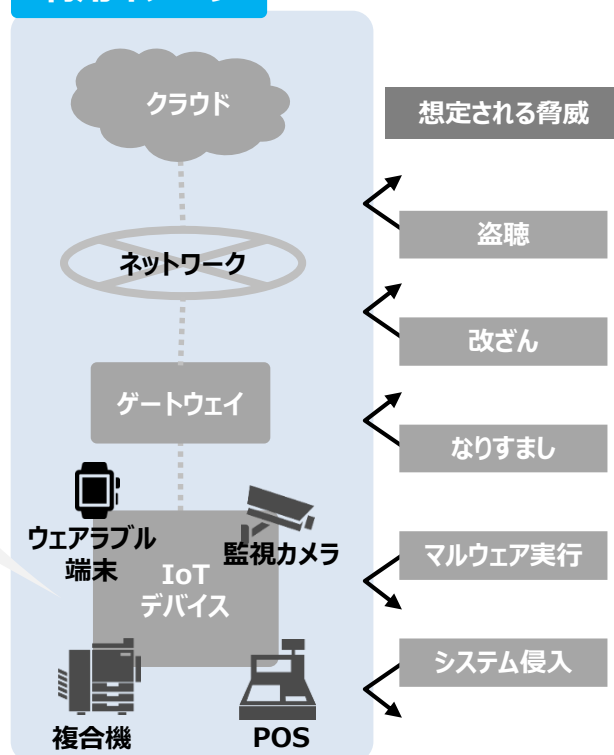 クラウド
想定される脅威
盗聴
ネットワーク
改ざん
ゲートウェイ
なりすまし
ウェアラブル
端末
監視カメラ
IoT
デバイス
マルウェア実行
システム侵入
複合機
POS